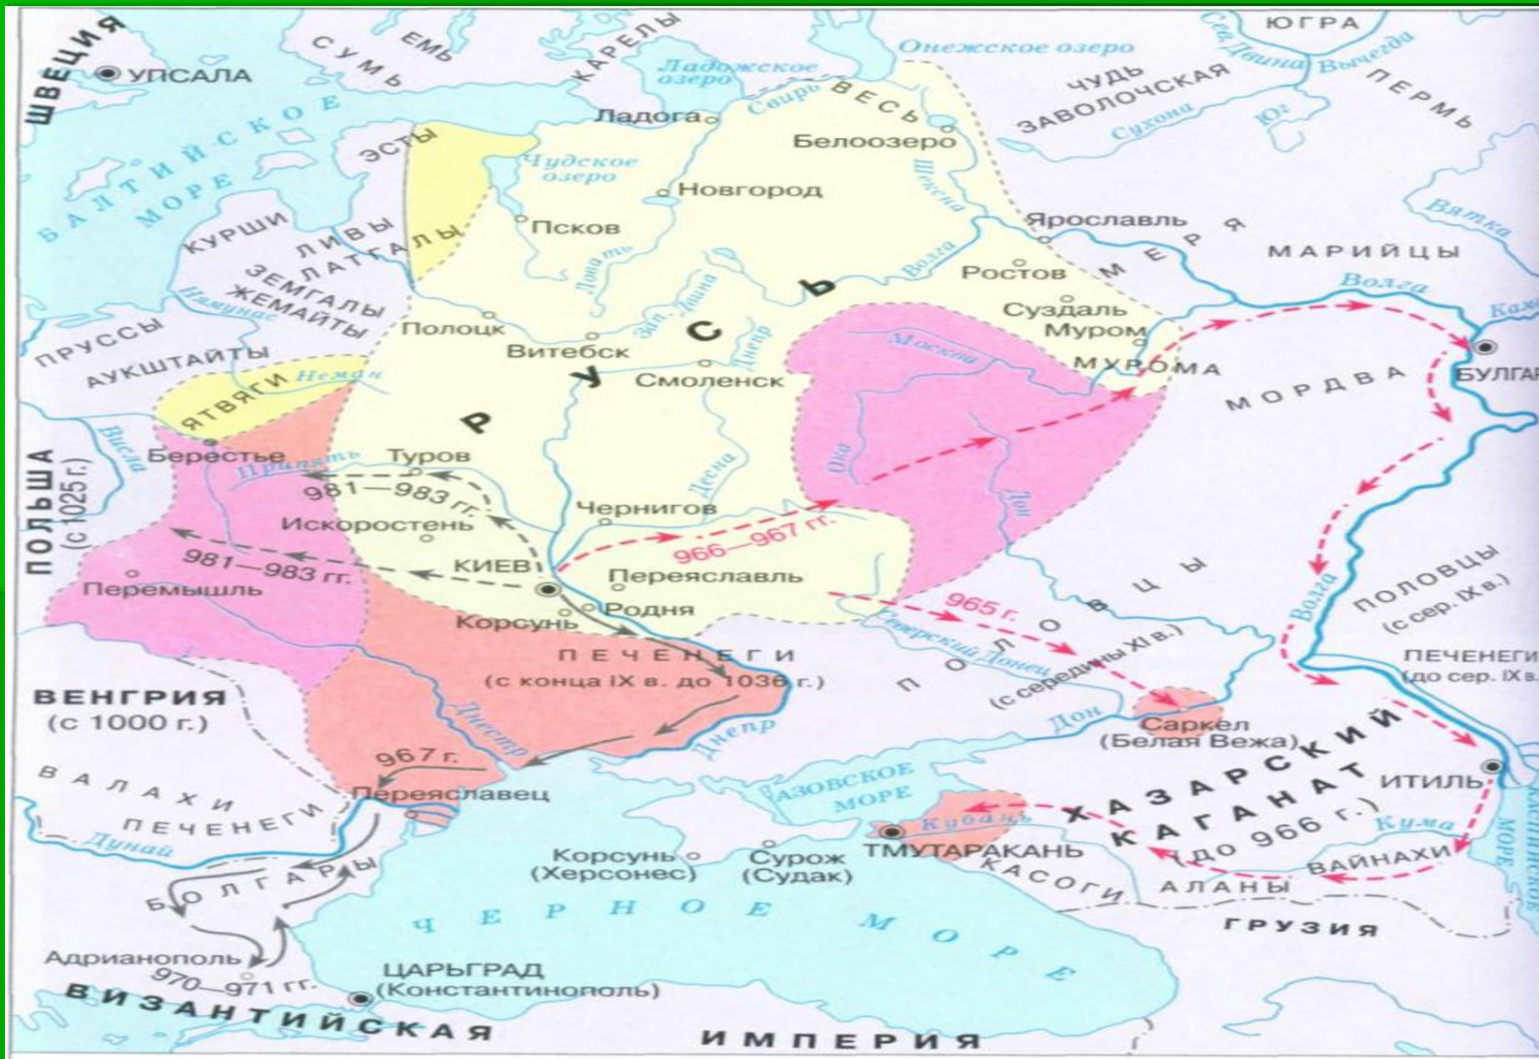 ШВЕЦИЯ
УПСАЛА
СУМЬ
ЕМЬ
КАРЕЛЫ
Ладожское
озеро
Онежское озеро
Свирь
ВЕСЬ
ЮГРА
Сев. Двина
Вычегда
ЧУДЬ
ЗАВОЛОЧСКАЯ
Сухона
Юг
ПЕРМЬ
БАЛТИЙСКОЕ
МОРЕ
ЭСТЫ
Ладога
Белоозеро
Чудское
озеро
Новгород
Шексна
Вятка
КУРШИ
ЛИВЫ
ЛАТГАЛЫ
ЗЕМГАЛЫ
ЖЕМАЙТЫ
Нямунас
Псков
Ловать
Ярославль
МЕРЯ
МАРИЙЦЫ
Волга
Ростов
Волга
Кам
Суздаль
Муром
МУРОМА
ПРУССЫ
АУКШТАЙТЫ
Полоцк
Витебск
Зап. Двина
Днепр
Смоленск
Москва
БУЛГАР
МОРДВА
РУСЬ
ЯТВЯГИ
Неман
Висла
Берестье
Припять
Туров
981—983 гг.
Десна
Ока
Дон
ПОЛЬША
(с 1025 г.)
Искоростень
Чернигов
966—967 гг.
981—983 гг.
КИЕВ
Перемышль
Переяславль
Родня
Корсунь
965 г.
Северский Донец
ПОЛОВЦЫ
(с середины XI в.)
Волга
ПОЛОВЦЫ
(с сер. IX в.)
ПЕЧЕНЕГИ
(до сер. IX в.
ПЕЧЕНЕГИ
(с конца IX в. до 1036 г.)
ВЕНГРИЯ
(с 1000 г.)
Днестр
Днепр
Дон
Саркел
(Белая Вежа)
967 г.
Переяславец
ВАЛАХИ
ПЕЧЕНЕГИ
Дунай
АЗОВСКОЕ
МОРЕ
Кубань
ТМУТАРАКАНЬ
ХАЗАРСКИЙ
КАГАНАТ
(до 966 г.)
ИТИЛЬ
Кума
МОРЕ
ВАЙНАХИ
АЛАНЫ
КАСОГИ
ГРУЗИЯ
Корсунь
(Херсонес)
Сурож
(Судак)
БОЛГАРЫ
ЧЕРНОЕ МОРЕ
Адрианополь
970—971 гг.
ЦАРЬГРАД
(Константинополь)
ВИЗАНТИЙСКАЯ ИМПЕРИЯ